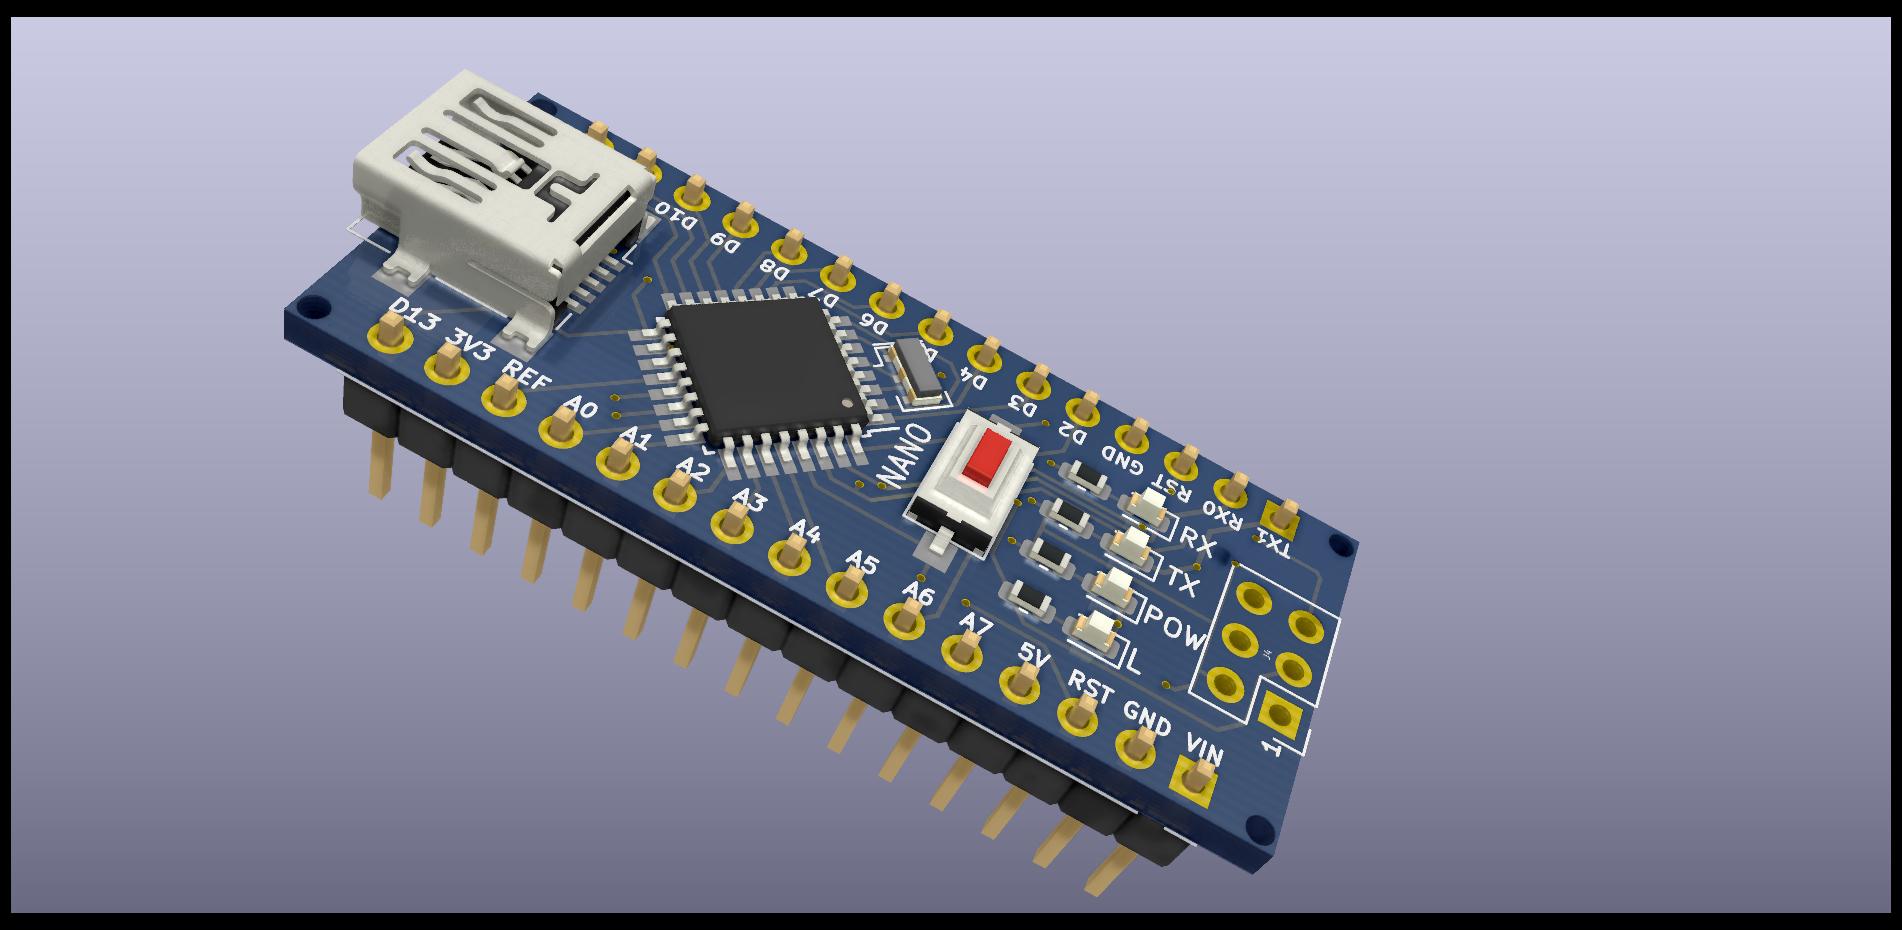 D10
D9
D8
D7
D6
D4
D3
D2
GND
RST
RX0
TX1
D13
3V3
REF
A0
A1
A2
A3
A4
A5
A6
A7
5V
RST
GND
VIN
NANO
RX
TX
POW
L
J4
1